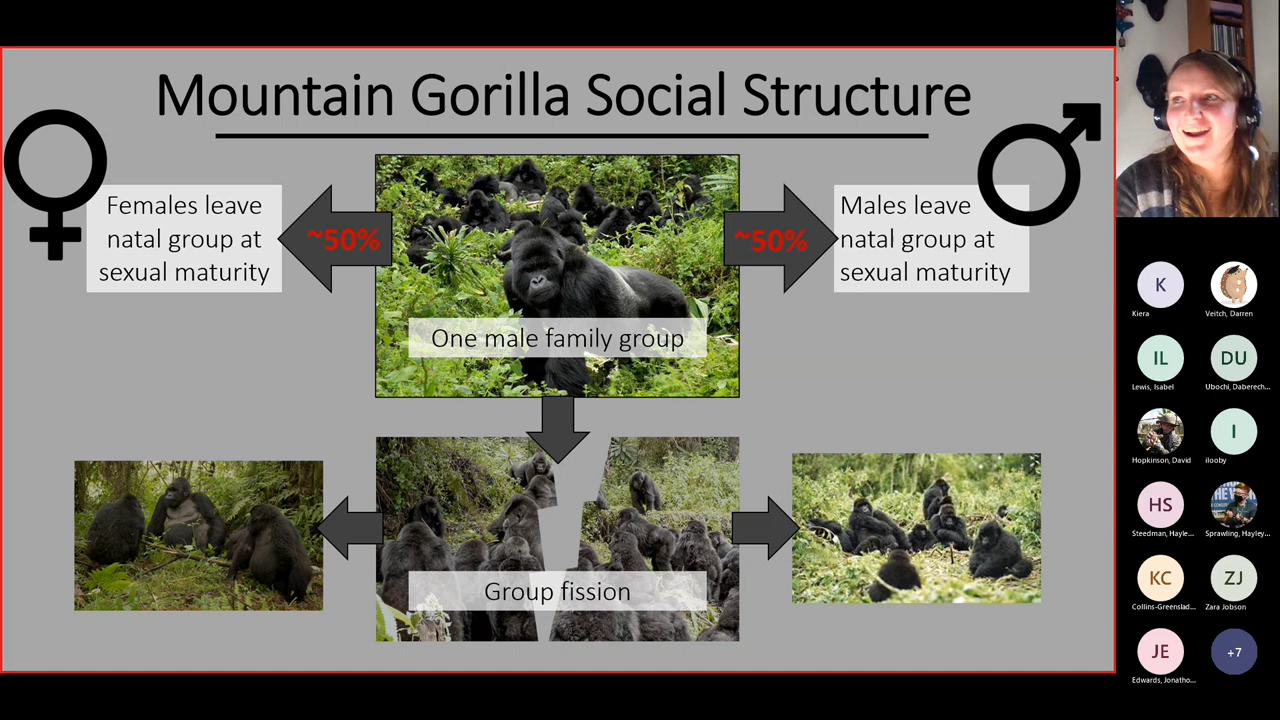 Mountain Gorilla Social Structure
Females leave
natal group at
sexual maturity
~50%
~50%
Males leave
natal group at
sexual maturity
One male family group
Group fission
K
Kiera
Veitch, Darren
IL
Lewis, Isabel
DU
Ubochi, Daberech...
Hopkinson, David
I
ilooby
HS
Steedman, Hayle...
Sprawling, Hayley...
KC
Collins-Greenslad...
ZJ
Zara Jobson
JE
Edwards, Jonatho...
+7